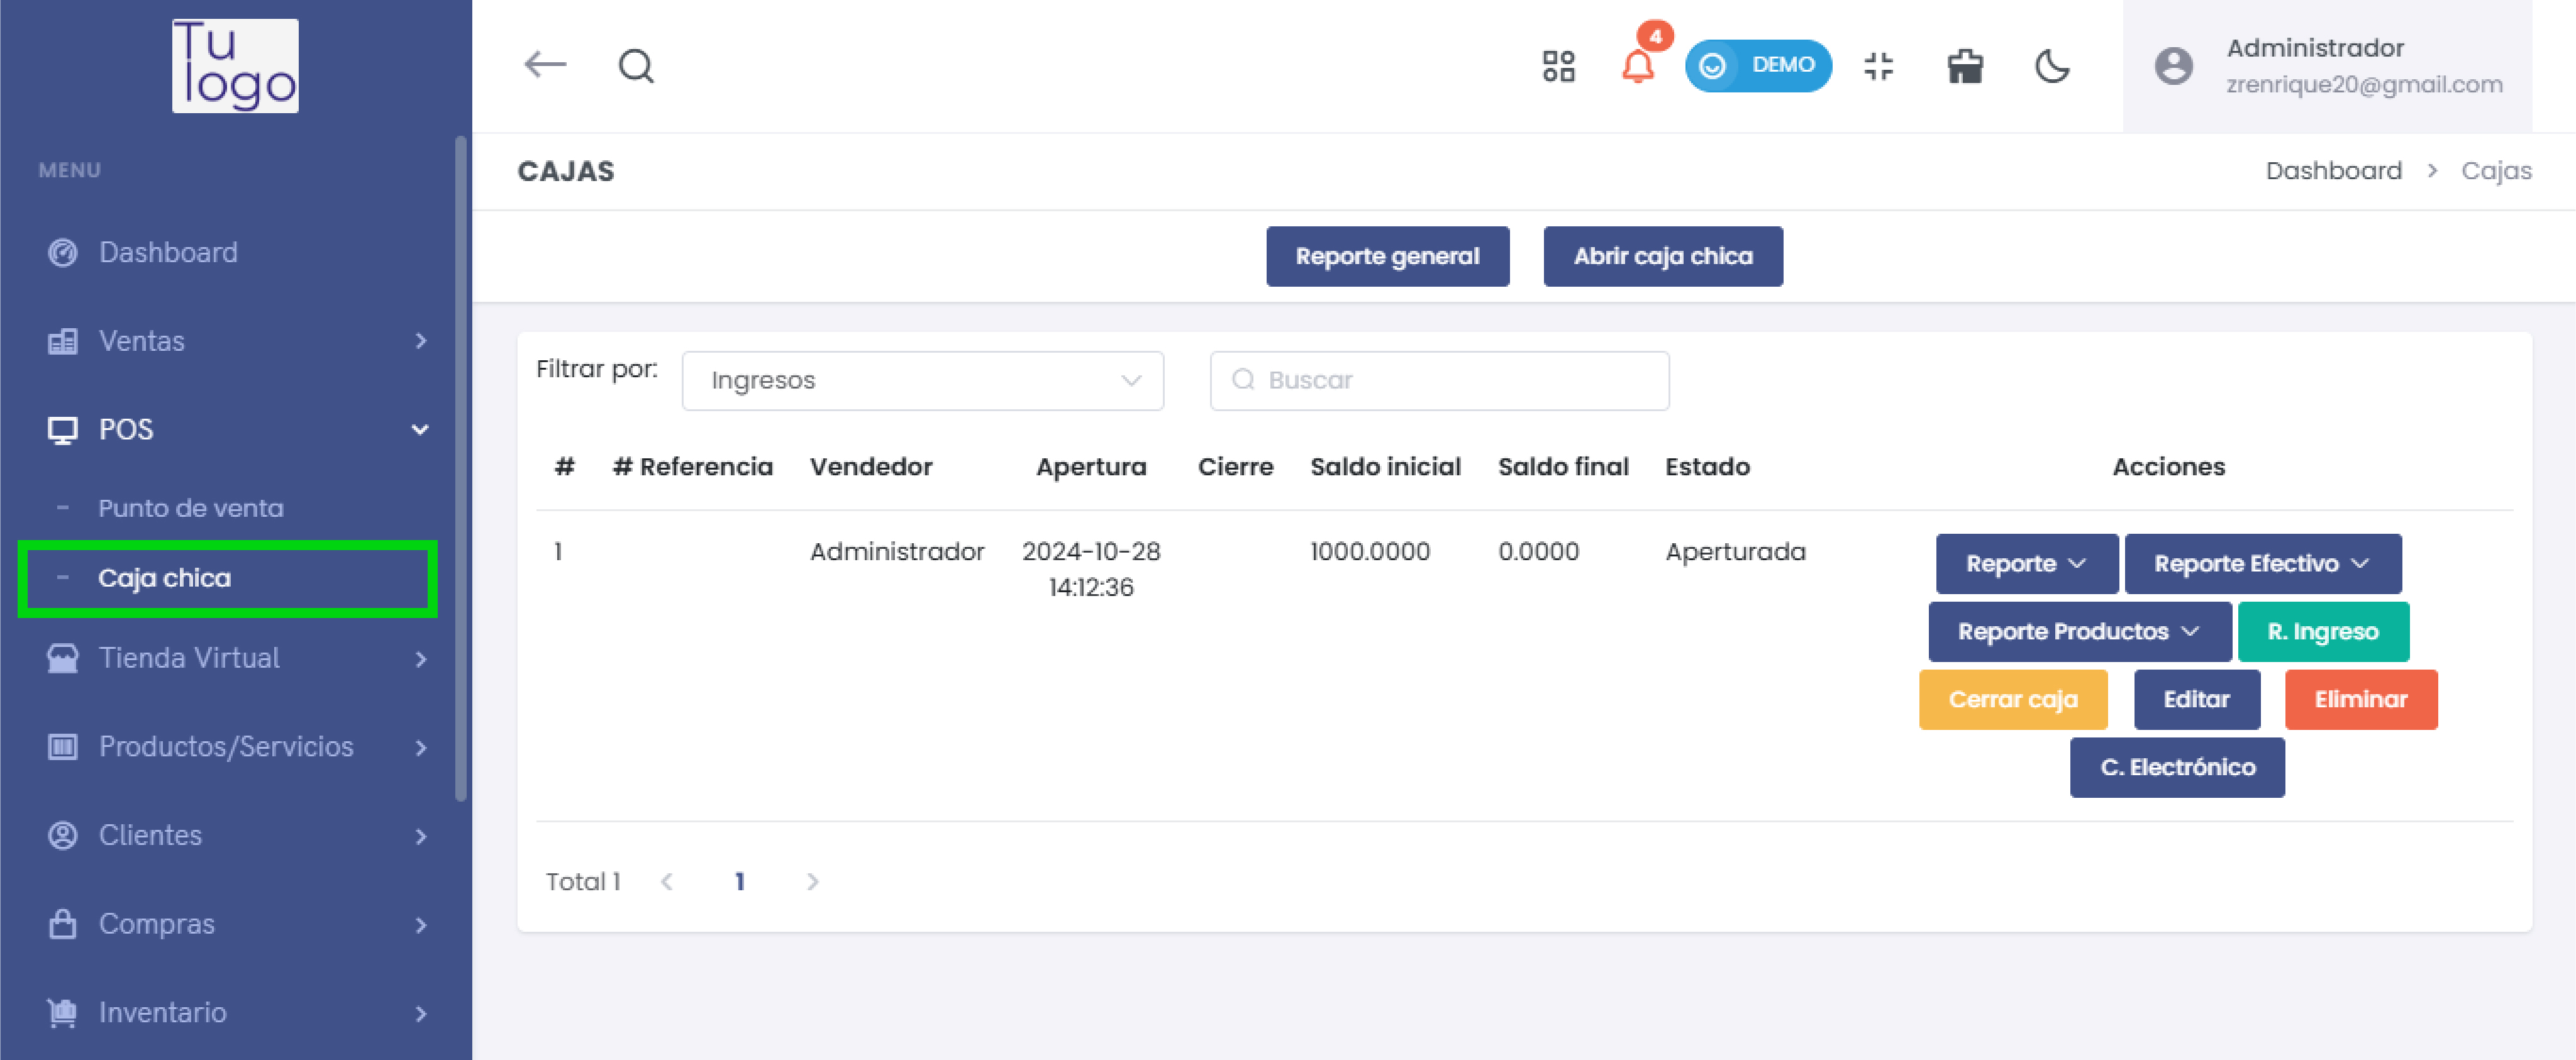 Tu
logo
MENU
Dashboard
Ventas
POS
- Punto de venta
- Caja chica
Tienda Virtual
Productos/Servicios
Clientes
Compras
Inventario
4
DEMO
Administrador
zrenrique20@gmail.com
CAJAS
Dashboard > Cajas
Reporte general
Abrir caja chica
Filtrar por: Ingresos Buscar
# # Referencia Vendedor Apertura Cierre Saldo inicial Saldo final Estado Acciones
1 Administrador 2024-10-28 1000.0000 0.0000 Aperturada
14:12:36
Reporte Reporte Efectivo
Reporte Productos R. Ingreso
Cerrar caja Editar Eliminar
C. Electrónico
Total 1 < 1 >